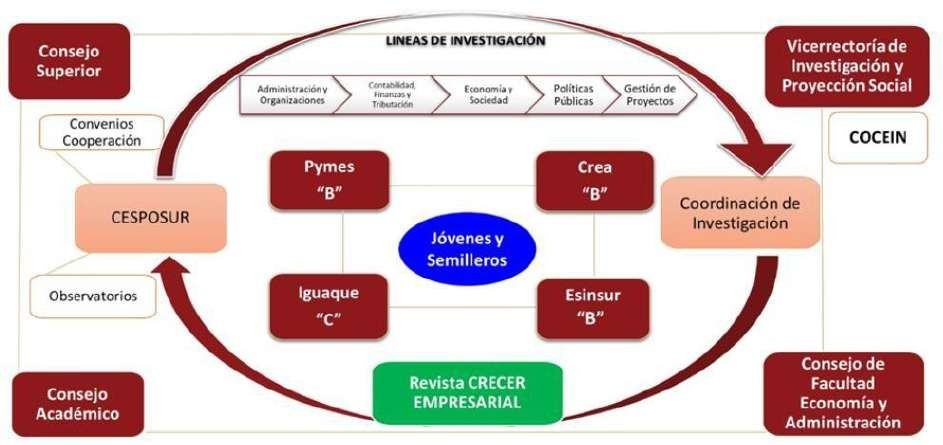 LINEAS DE INVESTIGACIÓN
Consejo
Superior
Vicerrectoría de
Investigación y
Proyección Social
Administración y
Organizaciones
Contabilidad,
Finanzas y
Tributación
Economía y
Sociedad
Políticas
Públicas
Gestión de
Proyectos
Convenios
Cooperación
COCEIN
Pymes
“B”
Crea
“B”
CESPOSUR
Coordinación de
Investigación
Jóvenes y
Semilleros
Observatorios
Iguaque
“C”
Esinsur
“B”
Consejo
Académico
Revista CRECER
EMPRESARIAL
Consejo de
Facultad
Economía y
Administración